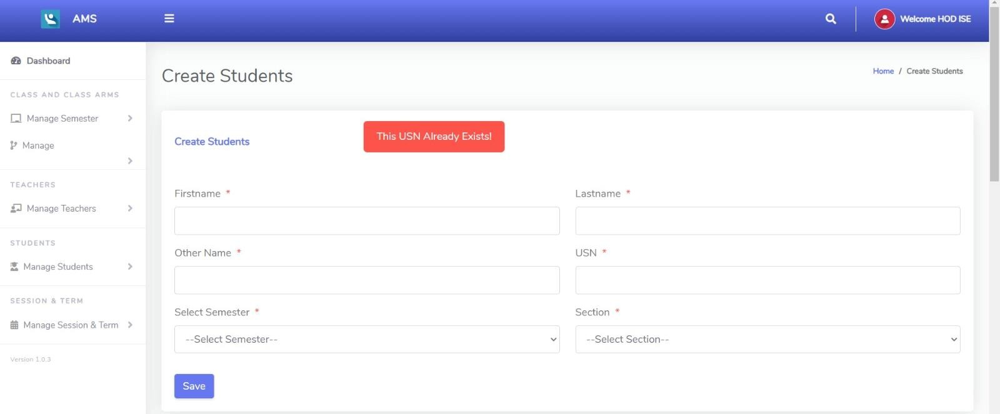 AMS
Welcome HOD ISE
Dashboard
CLASS AND CLASS ARMS
Manage Semester
Manage
TEACHERS
Manage Teachers
STUDENTS
Manage Students
SESSION & TERM
Manage Session & Term
Version 1.0.3
Create Students
Home / Create Students
Create Students
This USN Already Exists!
Firstname *
Lastname *
Other Name *
USN *
Select Semester *
Section *
--Select Semester--
--Select Section--
Save